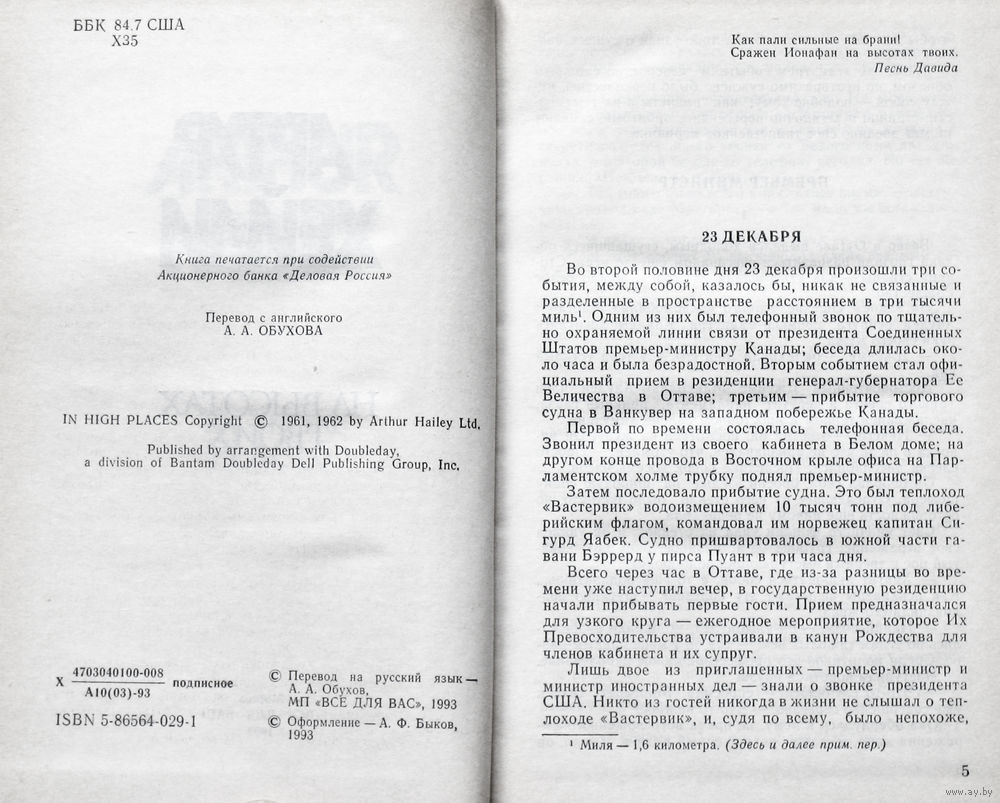 ББК 84.7 США
Х35
Книга печатается при содействии
Акционерного банка «Деловая Россия»
Перевод с английского
А. А. ОБУХОВА
IN HIGH PLACES Copyright © 1961, 1962 by Arthur Hailey Ltd.
Published by arrangement with Doubleday,
a division of Bantam Doubleday Dell Publishing Group, Inc.
Х 4703040100-008 подписное
А10(03)-93
© Перевод на русский язык —
А. А. Обухов,
МП «ВСЕ ДЛЯ ВАС», 1993
© Оформление — А. Ф. Быков,
1993
ISBN 5-86564-029-1
Как пали сильные на брани!
Сражен Ионафан на высотах твоих.
Песнь Давида
23 ДЕКАБРЯ
Во второй половине дня 23 декабря произошли три со-
бытия, между собой, казалось бы, никак не связанные и
разделенные в пространстве расстоянием в три тысячи
миль¹. Одним из них был телефонный звонок по тщатель-
но охраняемой линии связи от президента Соединенных
Штатов премьер-министру Канады; беседа длилась око-
ло часа и была безрадостной. Вторым событием стал офи-
циальный прием в резиденции генерал-губернатора Ее
Величества в Оттаве; третьим — прибытие торгового
судна в Ванкувер на западном побережье Канады.
Первой по времени состоялась телефонная беседа.
Звонил президент из своего кабинета в Белом доме; на
другом конце провода в Восточном крыле офиса на Пар-
ламентском холме трубку поднял премьер-министр.
Затем последовало прибытие судна. Это был теплоход
«Вастервик» водоизмещением 10 тысяч тонн под либе-
рийским флагом, командовал им норвежец капитан Си-
гурд Яабек. Судно пришвартовалось в южной части га-
вани Бэррерд у пирса Пуант в три часа дня.
Всего через час в Оттаве, где из-за разницы во вре-
мени уже наступил вечер, в государственную резиденцию
начали прибывать первые гости. Прием предназначался
для узкого круга — ежегодное мероприятие, которое Их
Превосходительства устраивали в канун Рождества для
членов кабинета и их супруг.
Лишь двое из приглашенных — премьер-министр и
министр иностранных дел — знали о звонке президента
США. Никто из гостей никогда в жизни не слышал о теп-
лоходе «Вастервик», и, судя по всему, было непохоже,
¹ Миля — 1,6 километра. (Здесь и далее прим. пер.)
5
www.ay.by